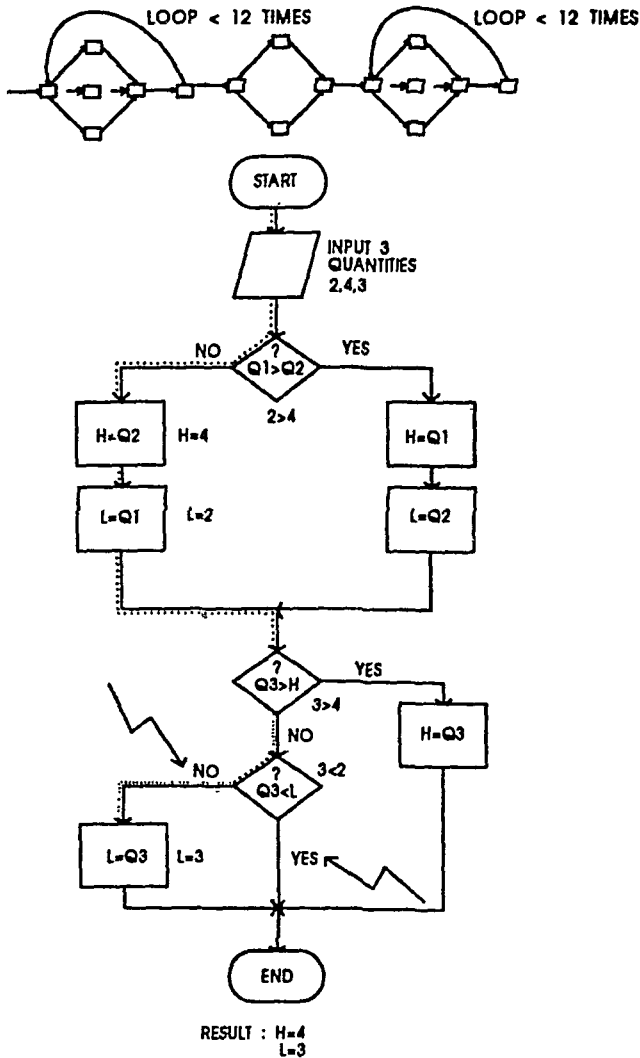 LOOP < 12 TIMES
LOOP < 12 TIMES
START
INPUT 3
QUANTITIES
2,4,3
?
Q1>Q2
NO
YES
2>4
H=Q2
H=4
H=Q1
L=Q1
L=2
L=Q2
?
Q3>H
YES
3>4
NO
H=Q3
?
Q3<L
NO
3<2
L=Q3
L=3
YES
END
RESULT : H=4
L=3